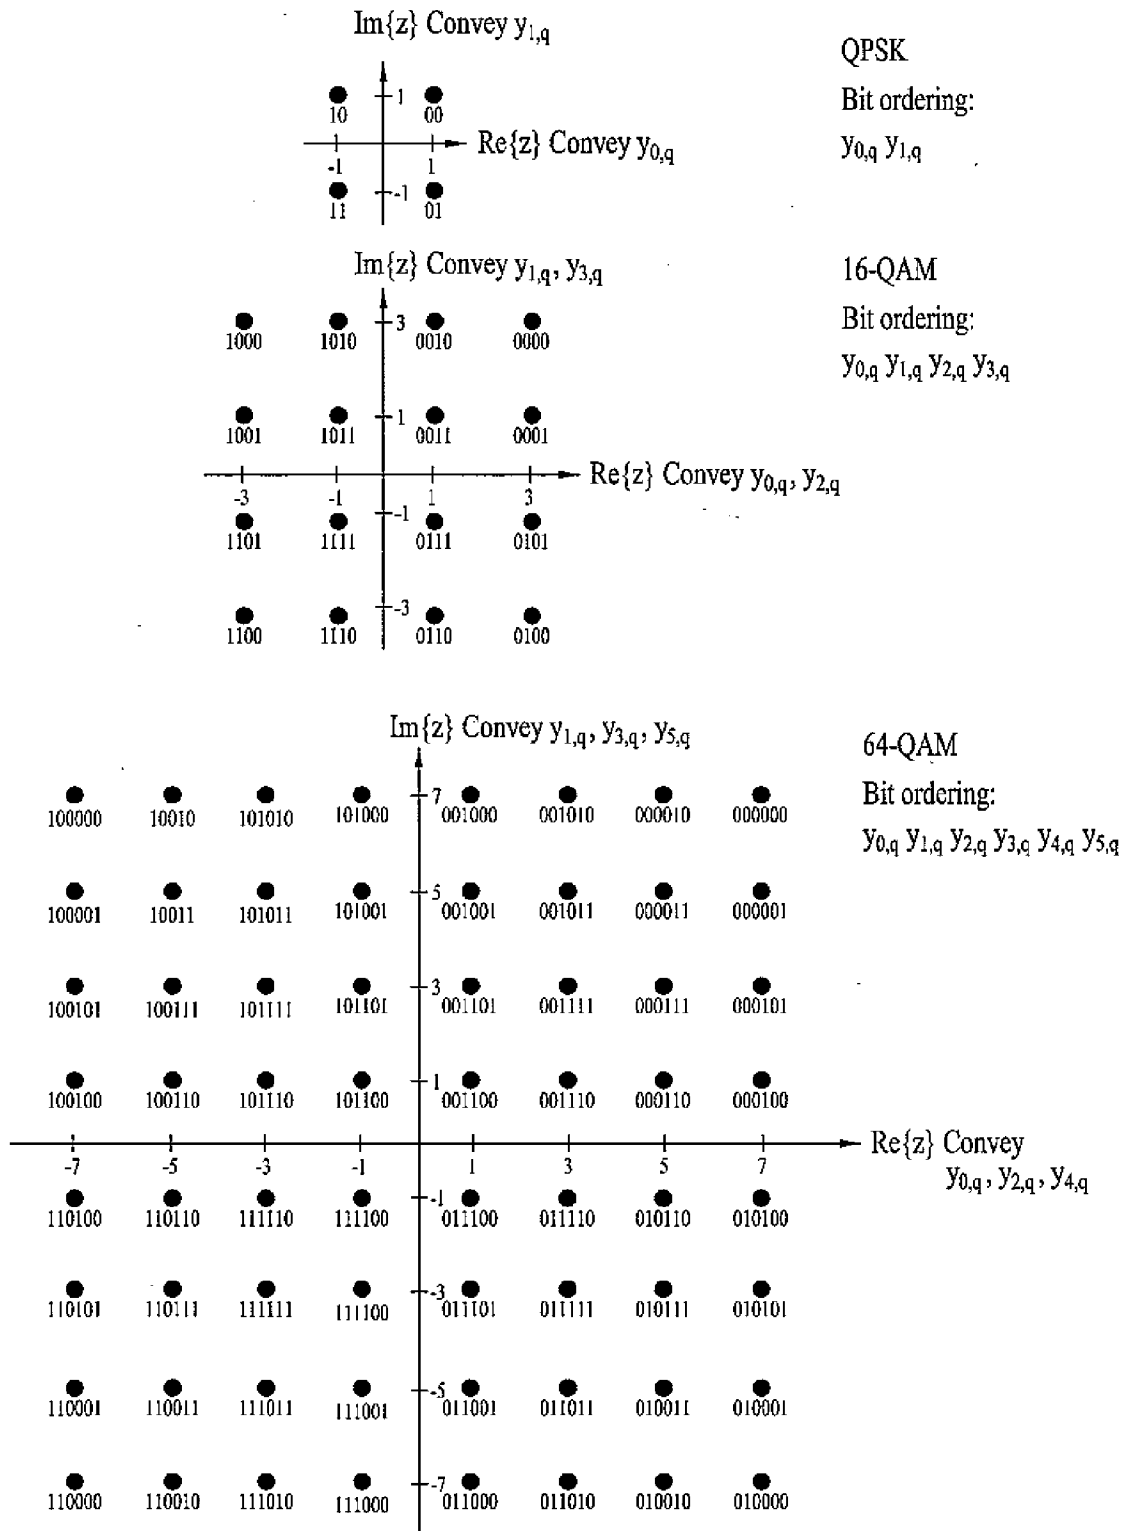 Im{z} Convey y1,q
QPSK
Bit ordering:
y0,q y1,q
10 1 00
Re{z} Convey y0,q
-1 1
11 -1 01
Im{z} Convey y1,q, y3,q
16-QAM
Bit ordering:
y0,q y1,q y2,q y3,q
3
1000 1010 0010 0000
1
1001 1011 0011 0001
Re{z} Convey y0,q, y2,q
-3 -1 1 3
-1
1101 1111 0111 0101
-3
1100 1110 0110 0100
Im{z} Convey y1,q, y3,q, y5,q
64-QAM
Bit ordering:
y0,q y1,q y2,q y3,q y4,q y5,q
7
100000 10010 101010 101000 001000 001010 000010 000000
5
100001 10011 101011 101001 001001 001011 000011 000001
3
100101 100111 101111 101101 001101 001111 000111 000101
1
100100 100110 101110 101100 001100 001110 000110 000100
Re{z} Convey
y0,q, y2,q, y4,q
-7 -5 -3 -1 1 3 5 7
-1
110100 110110 111110 111100 011100 011110 010110 010100
-3
110101 110111 111111 111100 011101 011111 010111 010101
-5
110001 110011 111011 111001 011001 011011 010011 010001
-7
110000 110010 111010 111000 011000 011010 010010 010000